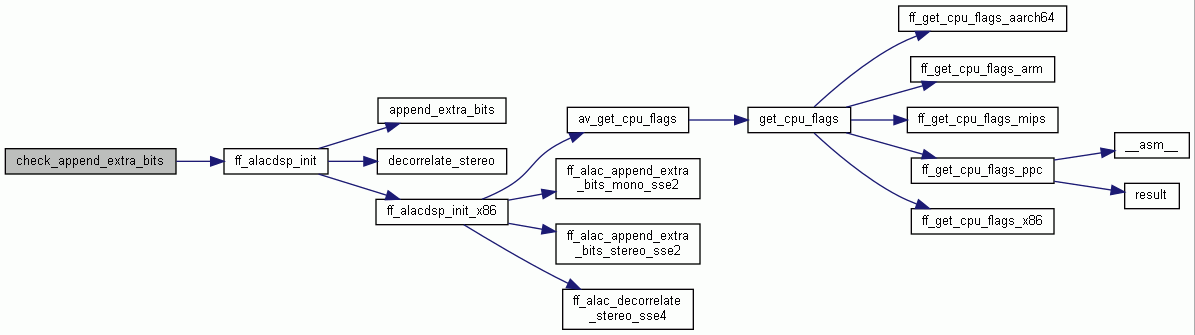 check_append_extra_bits
ff_alacdsp_init
append_extra_bits
decorrelate_stereo
ff_alacdsp_init_x86
av_get_cpu_flags
ff_alac_append_extra
_bits_mono_sse2
ff_alac_append_extra
_bits_stereo_sse2
ff_alac_decorrelate
_stereo_sse4
get_cpu_flags
ff_get_cpu_flags_aarch64
ff_get_cpu_flags_arm
ff_get_cpu_flags_mips
ff_get_cpu_flags_ppc
ff_get_cpu_flags_x86
__asm__
result